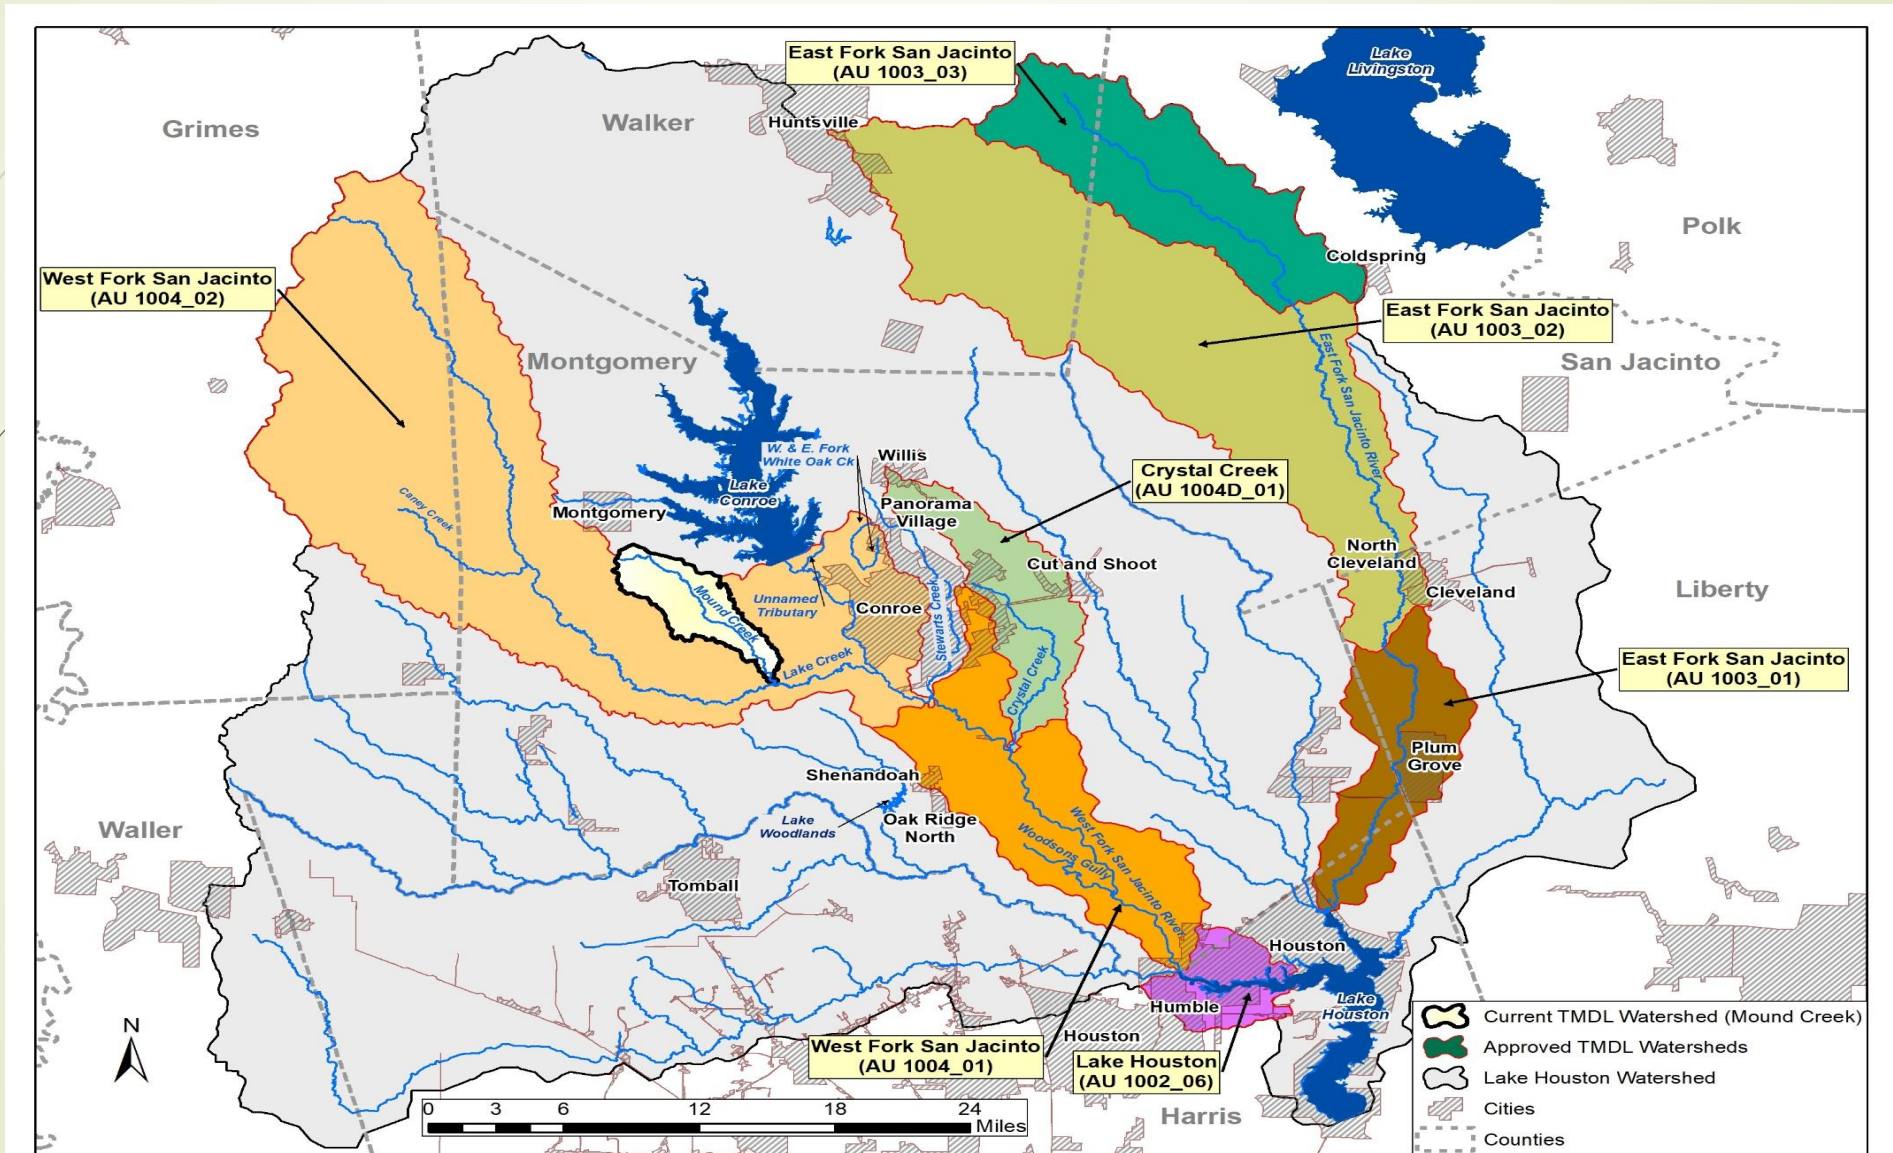 East Fork San Jacinto
(AU 1003_03)
Lake
Livingston
Grimes
Walker
Huntsville
Polk
Coldspring
West Fork San Jacinto
(AU 1004_02)
East Fork San Jacinto
(AU 1003_02)
Montgomery
San Jacinto
East Fork San Jacinto River
W. & E. Fork
White Oak Ck
Willis
Crystal Creek
(AU 1004D_01)
Lake
Conroe
Caney Creek
Montgomery
Panorama
Village
North
Cleveland
Cut and Shoot
Cleveland
Liberty
Mound Creek
Unnamed
Tributary
Conroe
Stewarts Creek
Lake Creek
Crystal Creek
East Fork San Jacinto
(AU 1003_01)
Plum
Grove
Shenandoah
Waller
Lake
Woodlands
Oak Ridge
North
West Fork San Jacinto River
Woodsons Gully
Tomball
Houston
Humble
Lake
Houston
N
Houston
West Fork San Jacinto
(AU 1004_01)
Lake Houston
(AU 1002_06)
Harris
0 3 6 12 18 24
Miles
Current TMDL Watershed (Mound Creek)
Approved TMDL Watersheds
Lake Houston Watershed
Cities
Counties